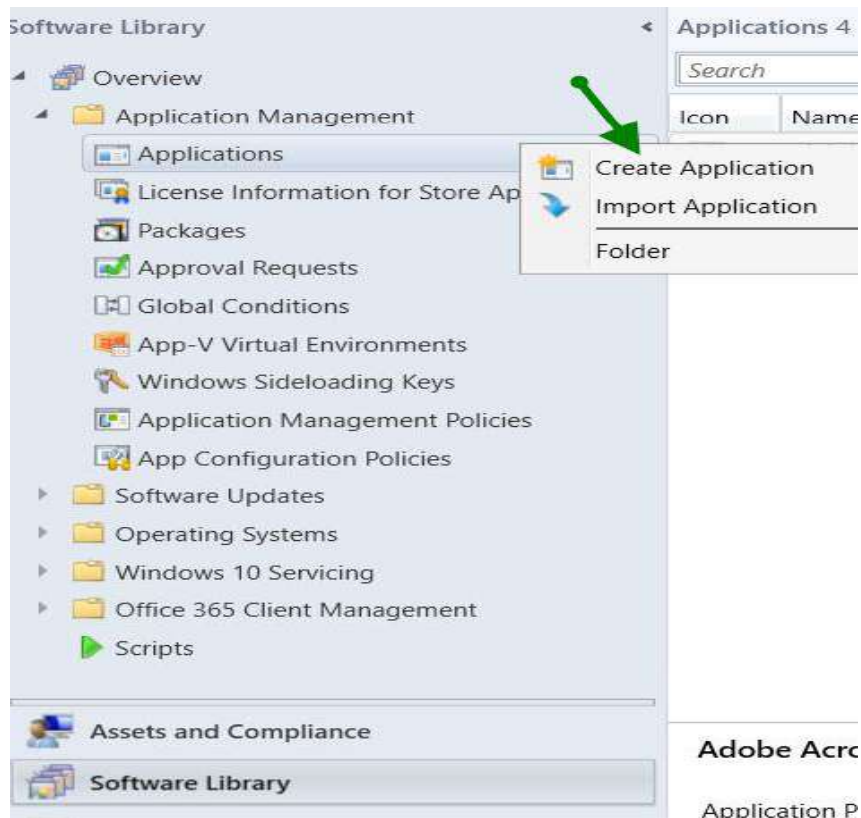 Software Library
Overview
Application Management
Applications
License Information for Store Ap
Packages
Approval Requests
Global Conditions
App-V Virtual Environments
Windows Sideloading Keys
Application Management Policies
App Configuration Policies
Software Updates
Operating Systems
Windows 10 Servicing
Office 365 Client Management
Scripts
Assets and Compliance
Software Library
Applications 4
Search
Icon Name
Create Application
Import Application
Folder
Adobe Acro
Application P